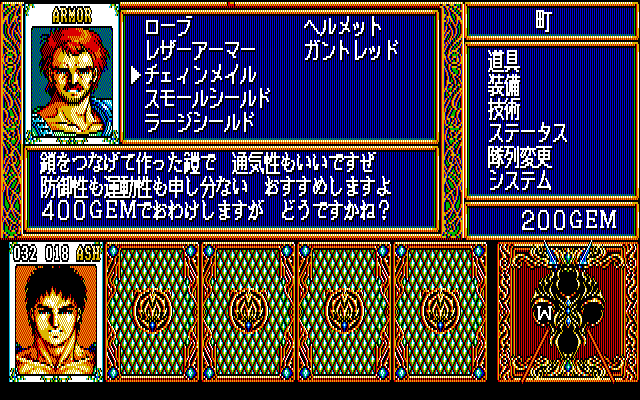 ARMOR
ローブ
レザーアーマー
チェィンメイル
スモールシールド
ラージシールド
ヘルメット
ガントレッド
鎖をつなげて作った鎧で 通気性もいいですぜ
防御性も運動性も申し分ない おすすめしますよ
400GEMでおわけしますが どうですかね?
町
道具
装備
技術
ステータス
隊列変更
システム
200GEM
032 018 ASH
W